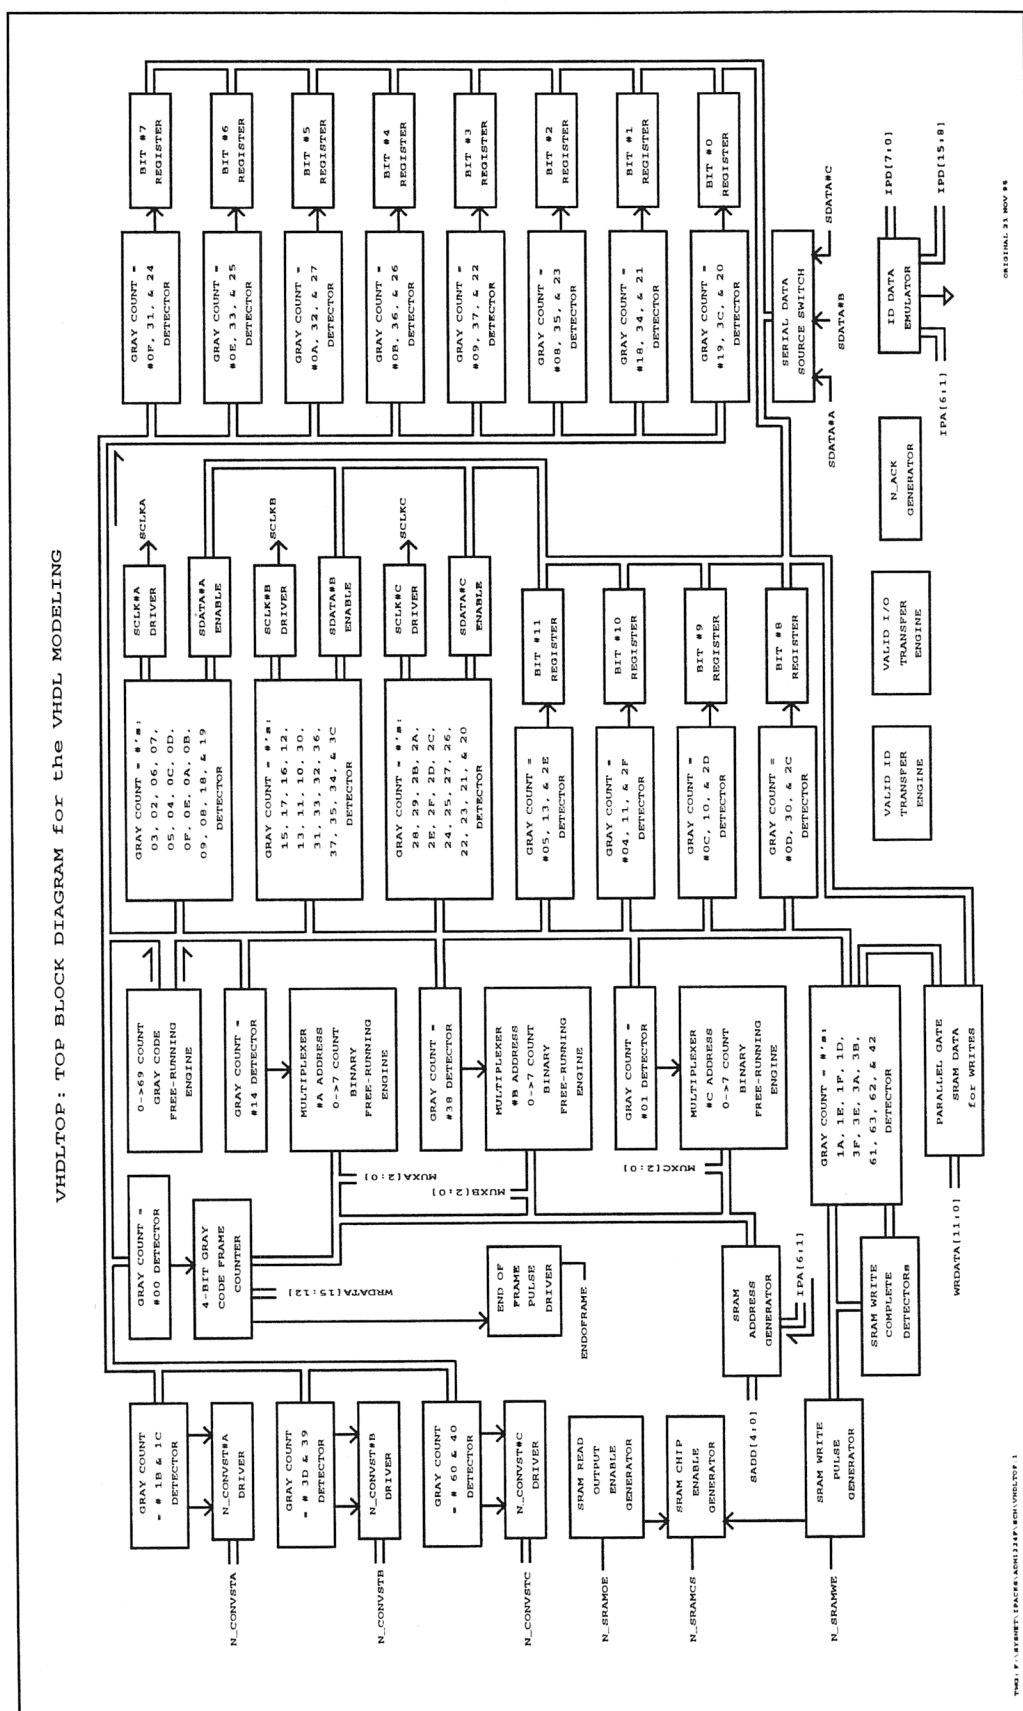 VHDLTOP: TOP BLOCK DIAGRAM for the VHDL MODELING
GRAY COUNT
= # 1B & 1C
DETECTOR
N_CONVST#A
DRIVER
N_CONVSTA
GRAY COUNT
= # 3D & 39
DETECTOR
N_CONVST#B
DRIVER
N_CONVSTB
GRAY COUNT
= # 60 & 40
DETECTOR
N_CONVST#C
DRIVER
N_CONVSTC
SRAM READ
OUTPUT
ENABLE
GENERATOR
N_SRAMOE
SRAM CHIP
ENABLE
GENERATOR
N_SRAMCS
SRAM WRITE
PULSE
GENERATOR
N_SRAMWE
GRAY COUNT =
#00 DETECTOR
4-BIT GRAY
CODE FRAME
COUNTER
WRDATA[15:12]
END OF
FRAME
PULSE
DRIVER
ENDOFRAME
SRAM
ADDRESS
GENERATOR
SADD[4:0]
IPA[6:1]
SRAM WRITE
COMPLETE
DETECTORs
0->69 COUNT
GRAY CODE
FREE-RUNNING
ENGINE
GRAY COUNT =
#14 DETECTOR
MULTIPLEXER
#A ADDRESS
0->7 COUNT
BINARY
FREE-RUNNING
ENGINE
MUXA[2:0]
GRAY COUNT =
#38 DETECTOR
MULTIPLEXER
#B ADDRESS
0->7 COUNT
BINARY
FREE-RUNNING
ENGINE
MUXB[2:0]
GRAY COUNT =
#01 DETECTOR
MULTIPLEXER
#C ADDRESS
0->7 COUNT
BINARY
FREE-RUNNING
ENGINE
MUXC[2:0]
GRAY COUNT = #'s:
1A, 1E, 1F, 1D,
3F, 3E, 3A, 3B,
61, 63, 62, & 42
DETECTOR
PARALLEL GATE
SRAM DATA
for WRITES
WRDATA[11:0]
GRAY COUNT = #'s:
03, 02, 06, 07,
05, 04, 0C, 0D,
0F, 0E, 0A, 0B,
09, 08, 18, & 19
DETECTOR
SCLK#A
DRIVER
SCLKA
SDATA#A
ENABLE
GRAY COUNT = #'s:
15, 17, 16, 12,
13, 11, 10, 30,
31, 33, 32, 36,
37, 35, 34, & 3C
DETECTOR
SCLK#B
DRIVER
SCLKB
SDATA#B
ENABLE
GRAY COUNT = #'s:
28, 29, 2B, 2A,
2E, 2F, 2D, 2C,
24, 25, 27, 26,
22, 23, 21, & 20
DETECTOR
SCLK#C
DRIVER
SCLKC
SDATA#C
ENABLE
GRAY COUNT =
#05, 13, & 2E
DETECTOR
BIT #11
REGISTER
GRAY COUNT =
#04, 11, & 2F
DETECTOR
BIT #10
REGISTER
GRAY COUNT =
#0C, 10, & 2D
DETECTOR
BIT #9
REGISTER
GRAY COUNT =
#0D, 30, & 2C
DETECTOR
BIT #8
REGISTER
VALID ID
TRANSFER
ENGINE
VALID I/O
TRANSFER
ENGINE
N_ACK
GENERATOR
GRAY COUNT =
#0F, 31, & 24
DETECTOR
BIT #7
REGISTER
GRAY COUNT =
#0E, 33, & 25
DETECTOR
BIT #6
REGISTER
GRAY COUNT =
#0A, 32, & 27
DETECTOR
BIT #5
REGISTER
GRAY COUNT =
#0B, 36, & 26
DETECTOR
BIT #4
REGISTER
GRAY COUNT =
#09, 37, & 22
DETECTOR
BIT #3
REGISTER
GRAY COUNT =
#08, 35, & 23
DETECTOR
BIT #2
REGISTER
GRAY COUNT =
#18, 34, & 21
DETECTOR
BIT #1
REGISTER
GRAY COUNT =
#19, 3C, & 20
DETECTOR
BIT #0
REGISTER
SERIAL DATA
SOURCE SWITCH
SDATA#A
SDATA#B
SDATA#C
ID DATA
EMULATOR
IPA[6:1]
IPD[7:0]
IPD[15:8]
ORIGINAL 21 NOV 95